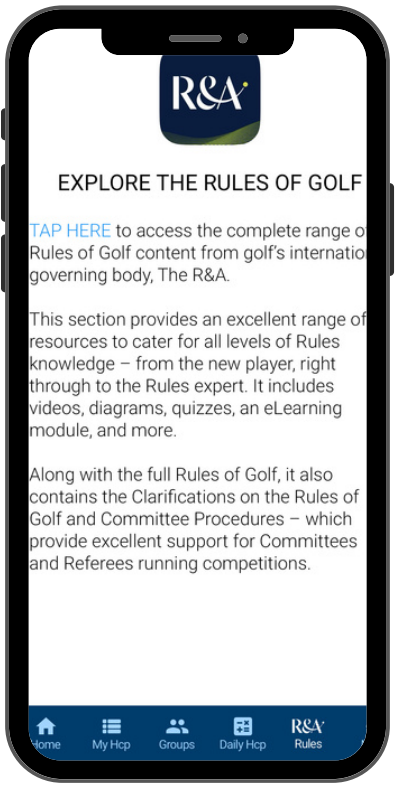 R&A
EXPLORE THE RULES OF GOLF
TAP HERE to access the complete range of
Rules of Golf content from golf's internatio
governing body, The R&A.
This section provides an excellent range of
resources to cater for all levels of Rules
knowledge – from the new player, right
through to the Rules expert. It includes
videos, diagrams, quizzes, an eLearning
module, and more.
Along with the full Rules of Golf, it also
contains the Clarifications on the Rules of
Golf and Committee Procedures – which
provide excellent support for Committees
and Referees running competitions.
R&A
Home My Hcp Groups Daily Hcp Rules